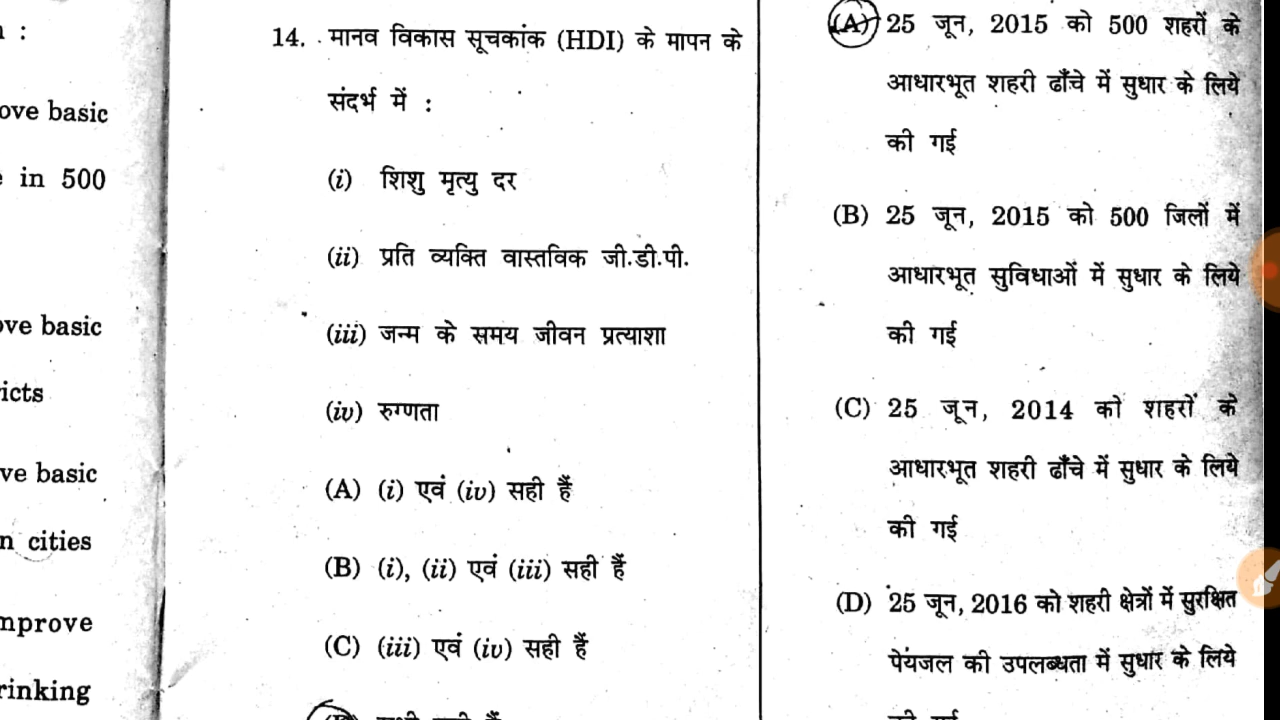 :
ove basic
in 500
ove basic
icts
ve basic
n cities
mprove
rinking
14. मानव विकास सूचकांक (HDI) के मापन के
संदर्भ में :
(i) शिशु मृत्यु दर
(ii) प्रति व्यक्ति वास्तविक जी.डी.पी.
(iii) जन्म के समय जीवन प्रत्याशा
(iv) रुग्णता
(A) (i) एवं (iv) सही हैं
(B) (i), (ii) एवं (iii) सही हैं
(C) (iii) एवं (iv) सही हैं
(A) 25 जून, 2015 को 500 शहरों के
आधारभूत शहरी ढाँचे में सुधार के लिये
की गई
(B) 25 जून, 2015 को 500 जिलों में
आधारभूत सुविधाओं में सुधार के लिये
की गई
(C) 25 जून, 2014 को शहरों के
आधारभूत शहरी ढाँचे में सुधार के लिये
की गई
(D) 25 जून, 2016 को शहरी क्षेत्रों में सुरक्षित
पेयजल की उपलब्धता में सुधार के लिये